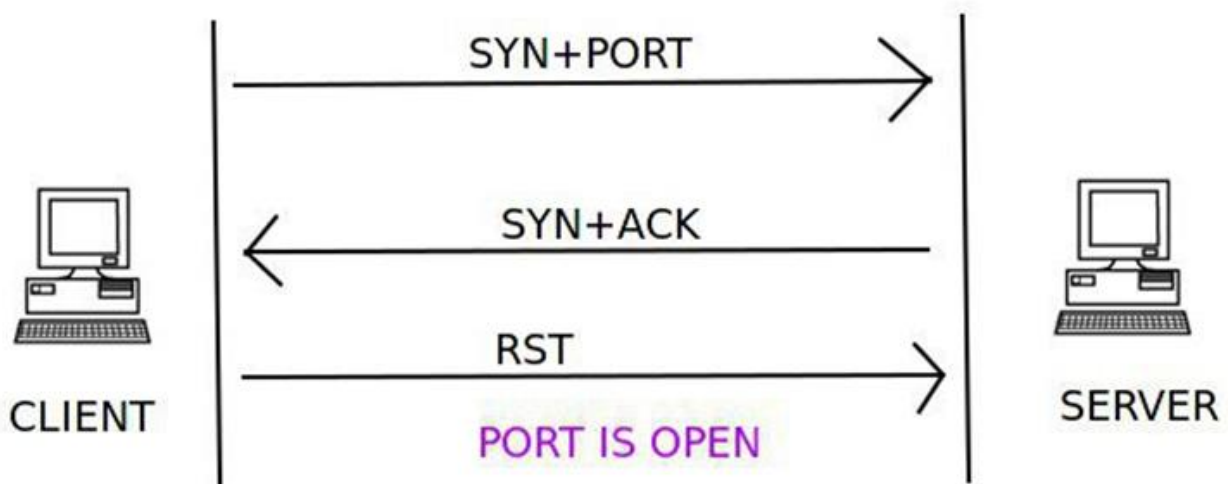 SYN+PORT
SYN+ACK
RST
CLIENT
SERVER
PORT IS OPEN